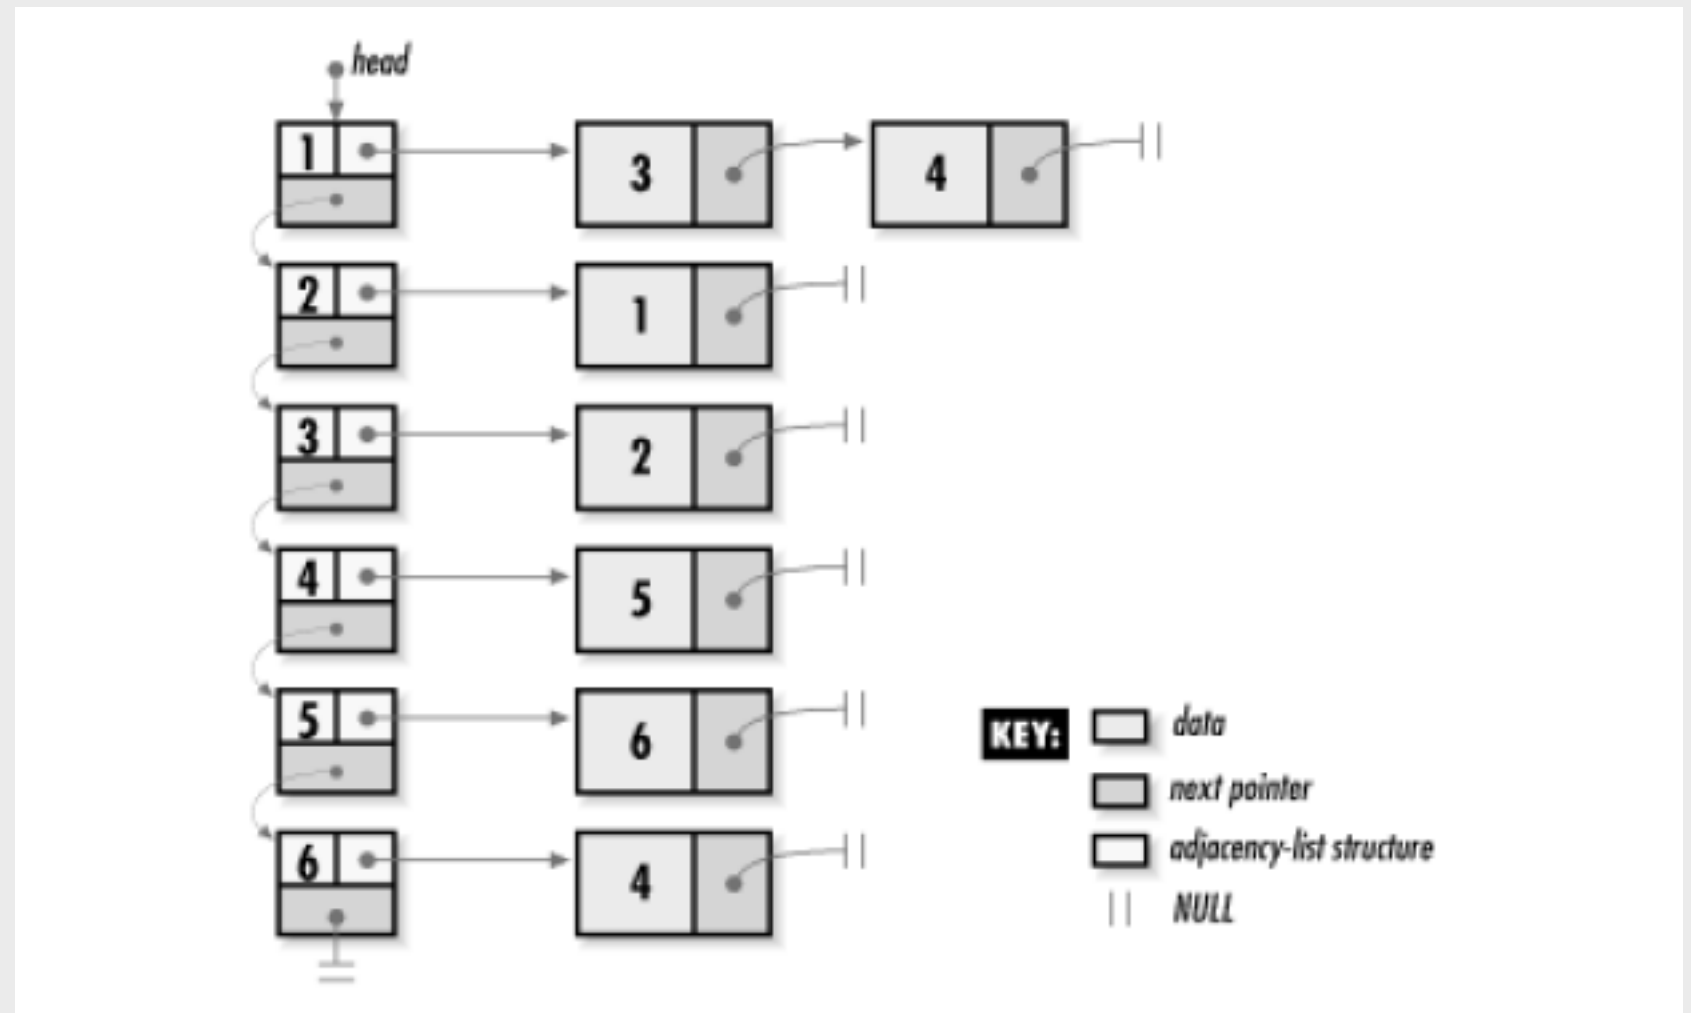 head
1 3 4
2 1
3 2
4 5
5 6
KEY: data
next pointer
6 4
adjacency-list structure
NULL